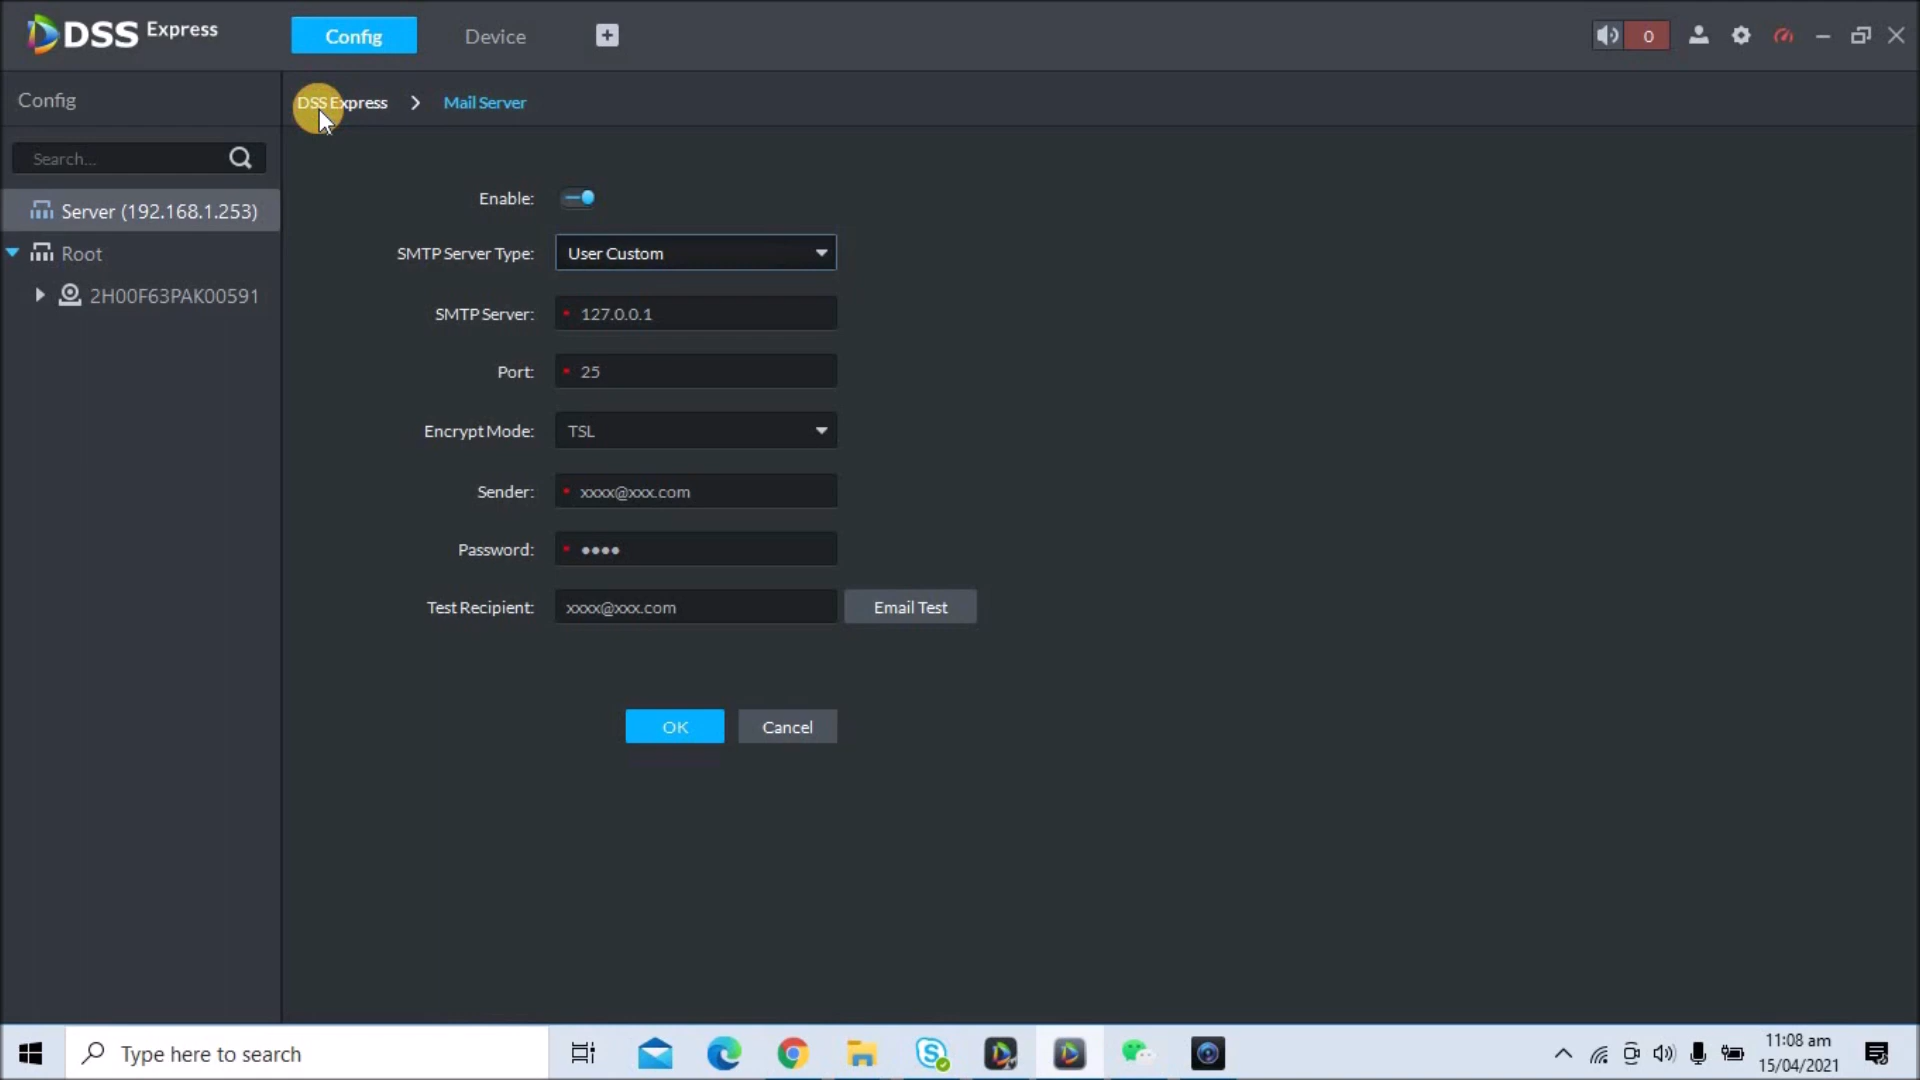 DSS Express
Config
Device
0
Config
DSS Express > Mail Server
Search...
Server (192.168.1.253)
Root
2H00F63PAK00591
Enable:
SMTP Server Type: User Custom
SMTP Server: * 127.0.0.1
Port: * 25
Encrypt Mode: TSL
Sender: * xxxx@xxx.com
Password: * ••••
Test Recipient: xxxx@xxx.com Email Test
OK Cancel
Type here to search
11:08 am
15/04/2021